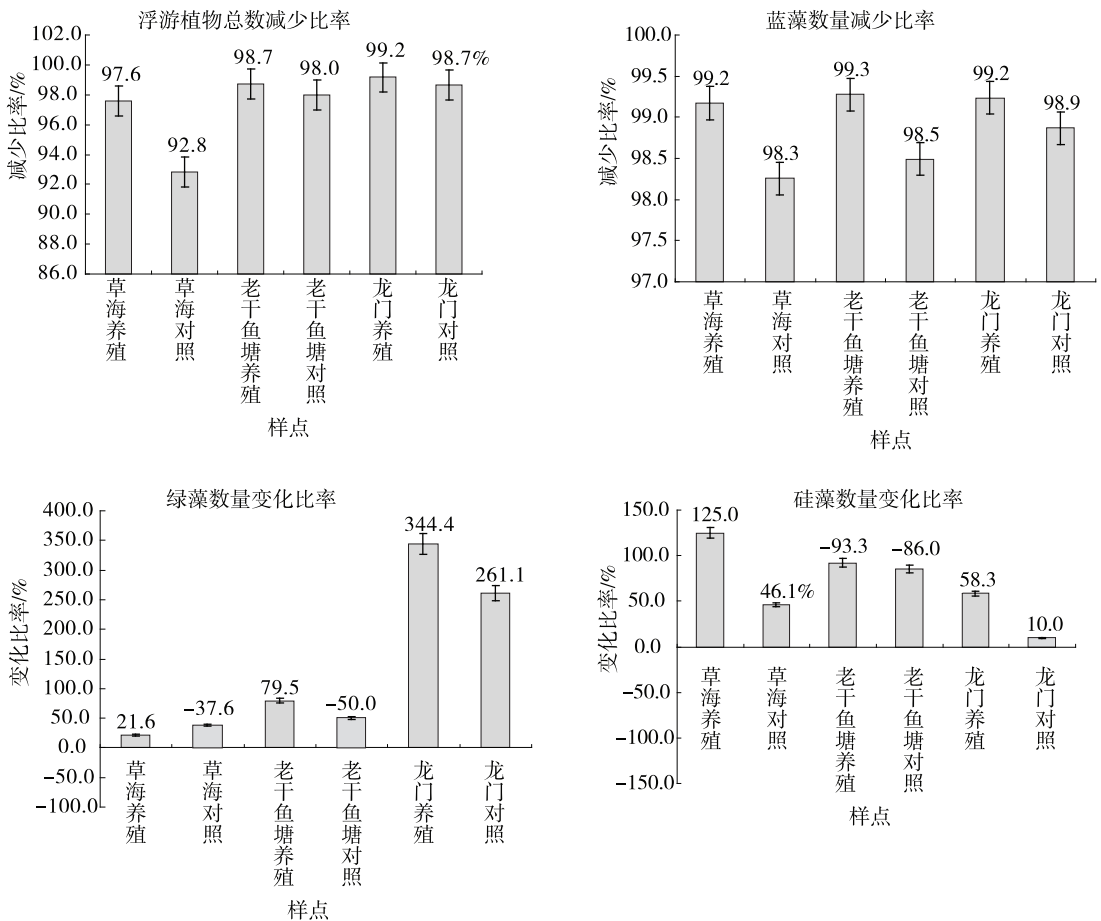 浮游植物总数减少比率
102.0
100.0
98.0
96.0
94.0
92.0
90.0
88.0
86.0
减少比率/%
97.6
92.8
98.7
98.0
99.2
98.7%
草海养殖
草海对照
老干鱼塘养殖
老干鱼塘对照
龙门养殖
龙门对照
样点
蓝藻数量减少比率
100.0
99.5
99.0
98.5
98.0
97.5
97.0
减少比率/%
99.2
98.3
99.3
98.5
99.2
98.9
草海养殖
草海对照
老干鱼塘养殖
老干鱼塘对照
龙门养殖
龙门对照
样点
绿藻数量变化比率
400.0
350.0
300.0
250.0
200.0
150.0
100.0
50.0
0.0
−50.0
−100.0
变化比率/%
21.6
−37.6
79.5
−50.0
344.4
261.1
草海养殖
草海对照
老干鱼塘养殖
老干鱼塘对照
龙门养殖
龙门对照
样点
硅藻数量变化比率
150.0
100.0
50.0
0.0
−50.0
−100.0
−150.0
变化比率/%
125.0
46.1%
−93.3
−86.0
58.3
10.0
草海养殖
草海对照
老干鱼塘养殖
老干鱼塘对照
龙门养殖
龙门对照
样点